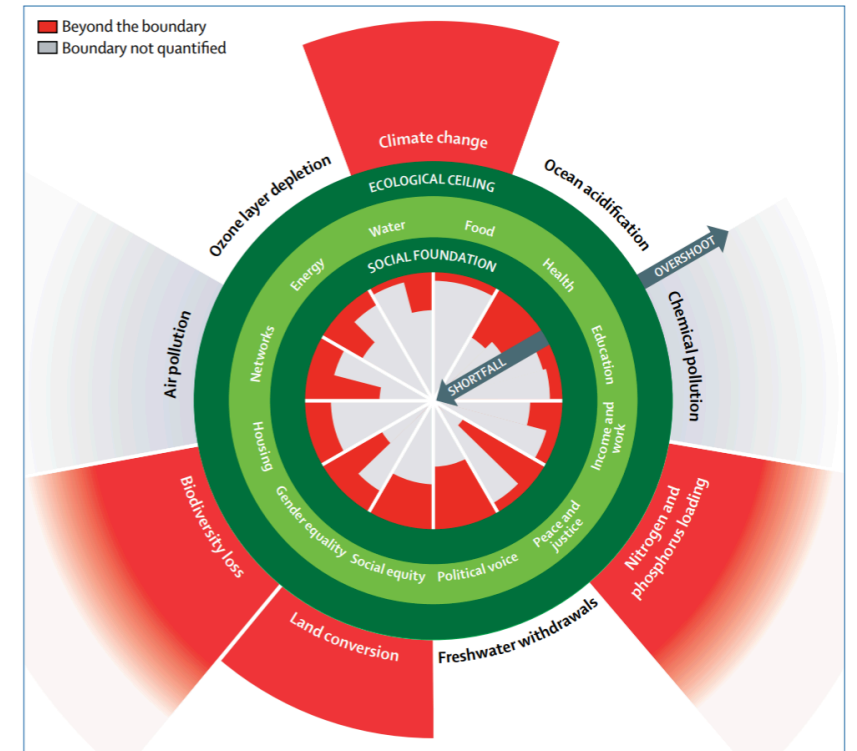 Beyond the boundary
Boundary not quantified
Climate change
Ozone layer depletion
Ocean acidification
ECOLOGICAL CEILING
Water
Food
Energy
Health
SOCIAL FOUNDATION
OVERSHOOT
Air pollution
Networks
Education
Chemical pollution
SHORTFALL
Housing
Income and
work
Biodiversity loss
Gender equality
Social equity
Political voice
Peace and
justice
Nitrogen and
phosphorus loading
Land conversion
Freshwater withdrawals